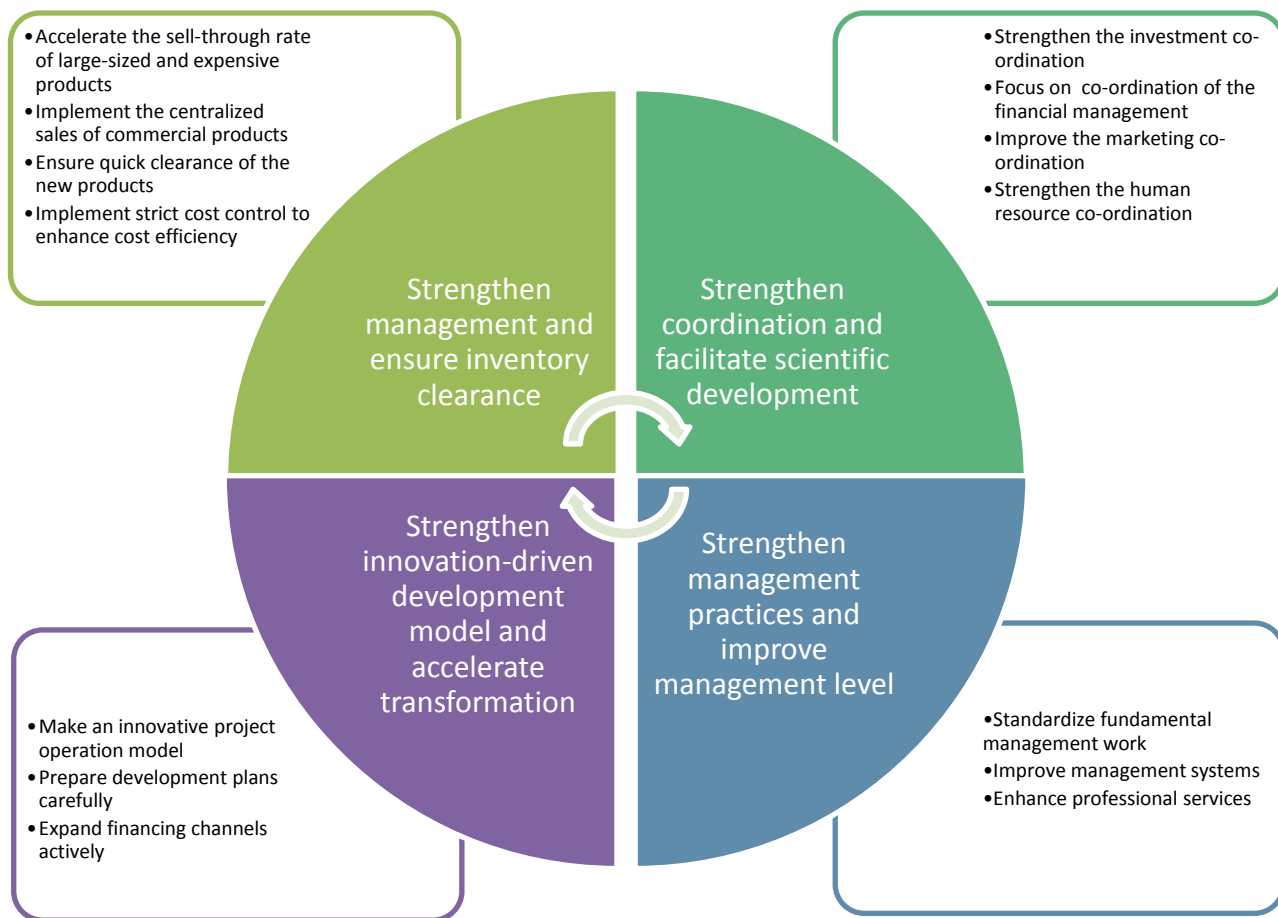 •Accelerate the sell-through rate
of large-sized and expensive
products
•Implement the centralized
sales of commercial products
•Ensure quick clearance of the
new products
•Implement strict cost control to
enhance cost efficiency
•Strengthen the investment co-
ordination
•Focus on  co-ordination of the
financial management
•Improve the marketing co-
ordination
•Strengthen the human
resource co-ordination
Strengthen
management and
ensure inventory
clearance
Strengthen
coordination and
facilitate scientific
development
Strengthen
innovation-driven
development
model and
accelerate
transformation
Strengthen
management
practices and
improve
management level
•Make an innovative project
operation model
•Prepare development plans
carefully
•Expand financing channels
actively
•Standardize fundamental
management work
•Improve management systems
•Enhance professional services